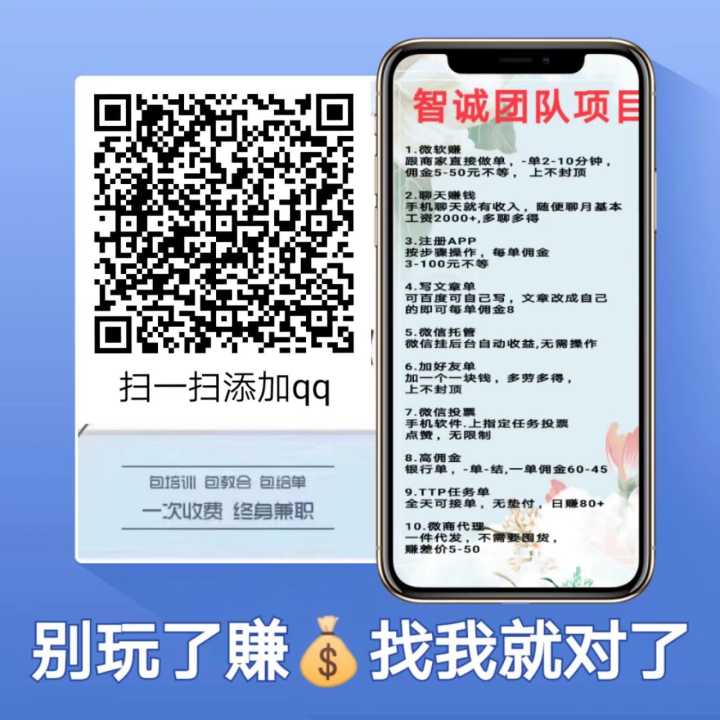 智诚团队项目
1.微软赚
跟商家直接做单，-单2-10分钟，
佣金5-50元不等，上不封顶
2.聊天赚钱
手机聊天就有收入，随便聊月基本
工资2000+,多聊多得
3.注册APP
按步骤操作，每单佣金
3-100元不等
4.写文章单
可百度可自己写，文章改成自己
的即可每单佣金8
5.微信托管
微信挂后台自动收益,无需操作
6.加好友单
加一个一块钱，多劳多得，
上不封顶
7.微信投票
手机软件.上指定任务投票
点赞，无限制
8.高佣金
银行单，-单-结,一单佣金60-45
9.TTP任务单
全天可接单，无垫付，日赚80+
10.微商代理
一件代发，不需要囤货，
赚差价5-50
扫一扫添加qq
包培训 包教会 包给单
一次收费 终身兼职
别玩了賺💰找我就对了